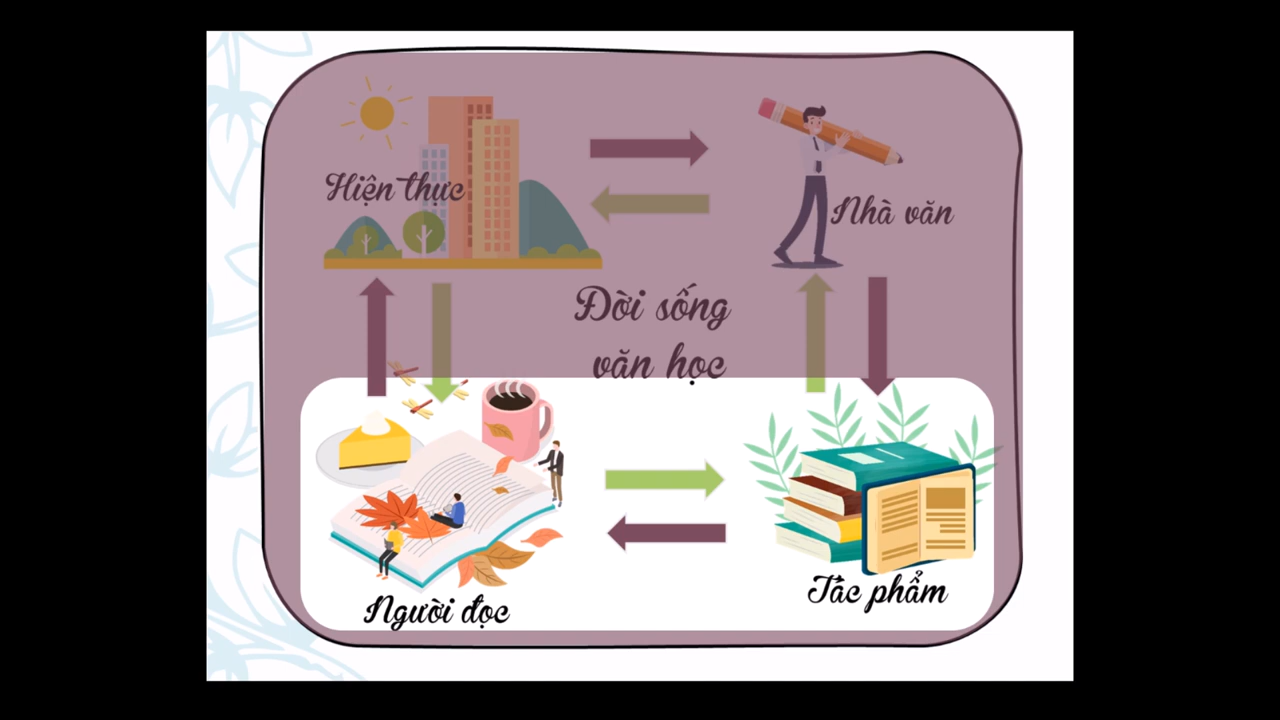 Hiện thực
Nhà văn
Đời sống
văn học
Người đọc
Tác phẩm